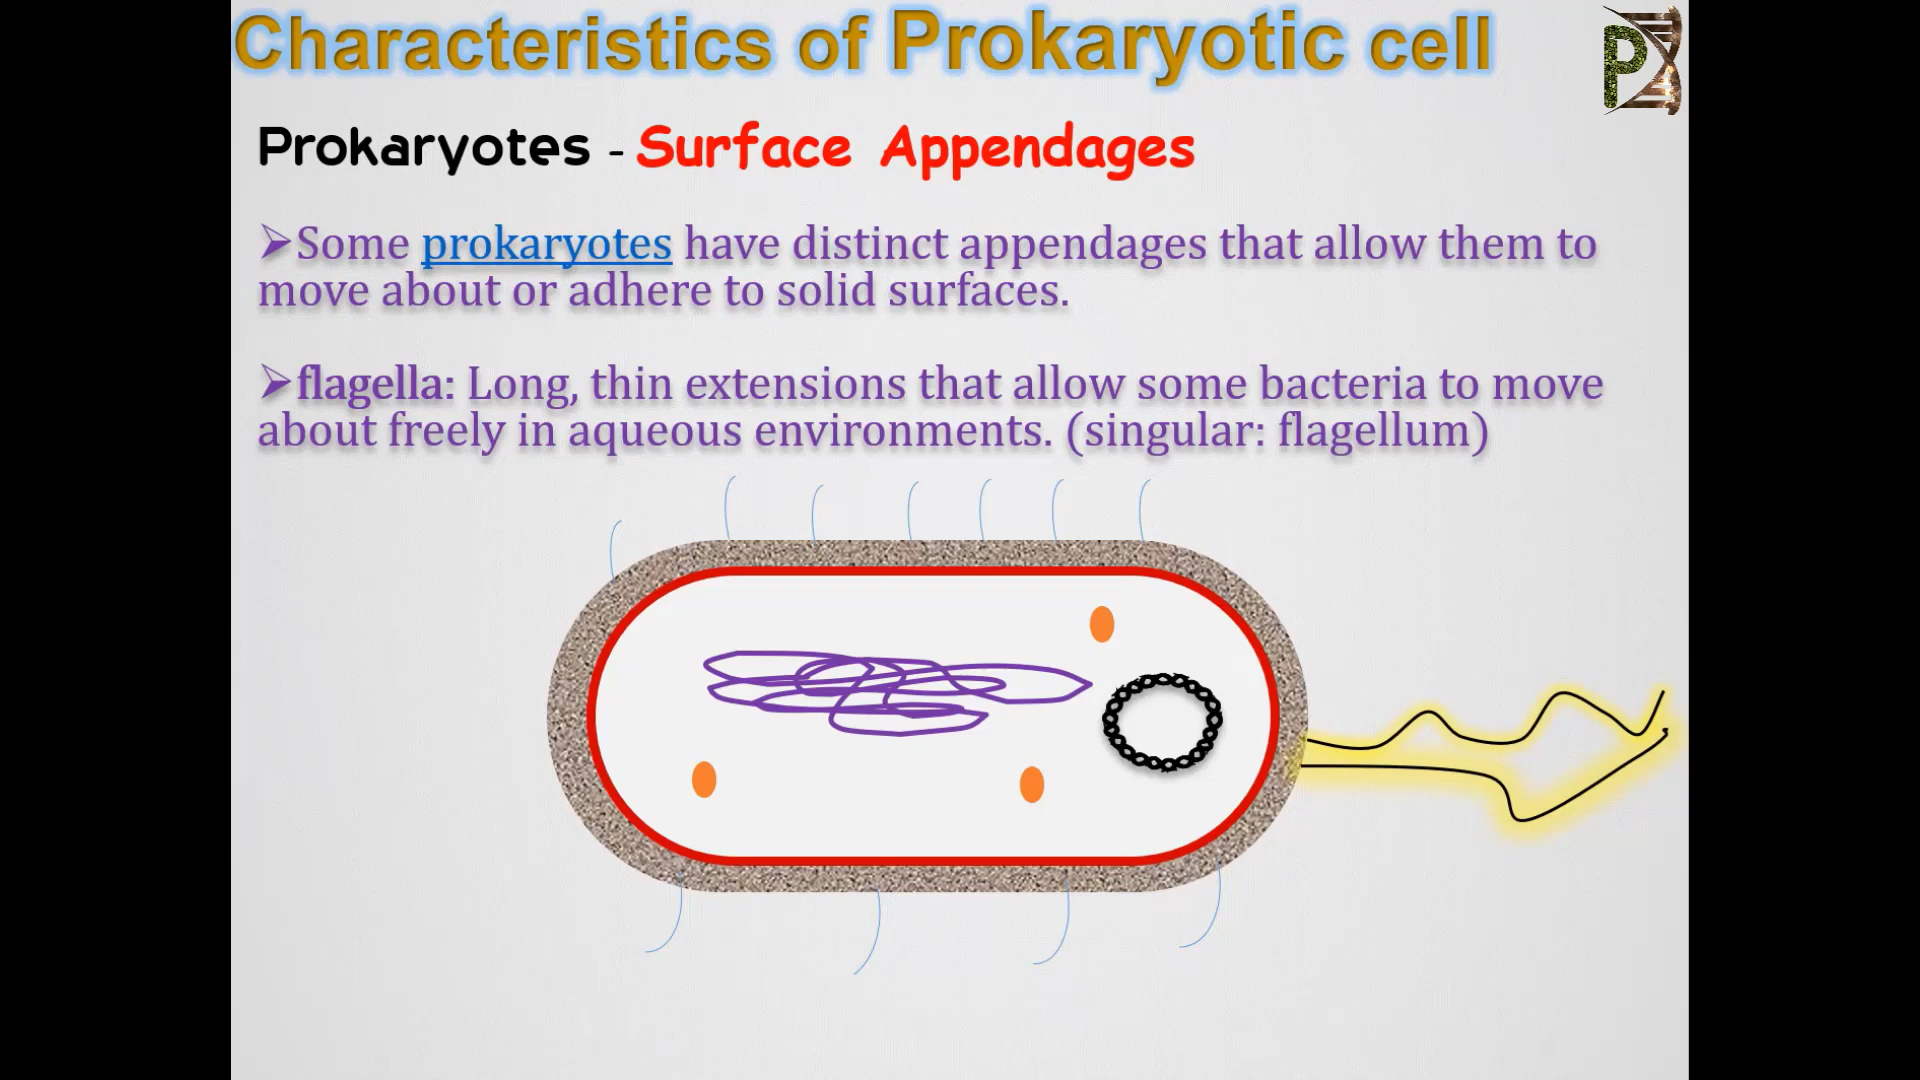 Characteristics of Prokaryotic cell
P
Prokaryotes - Surface Appendages
➢Some prokaryotes have distinct appendages that allow them to
move about or adhere to solid surfaces.
➢flagella: Long, thin extensions that allow some bacteria to move
about freely in aqueous environments. (singular: flagellum)